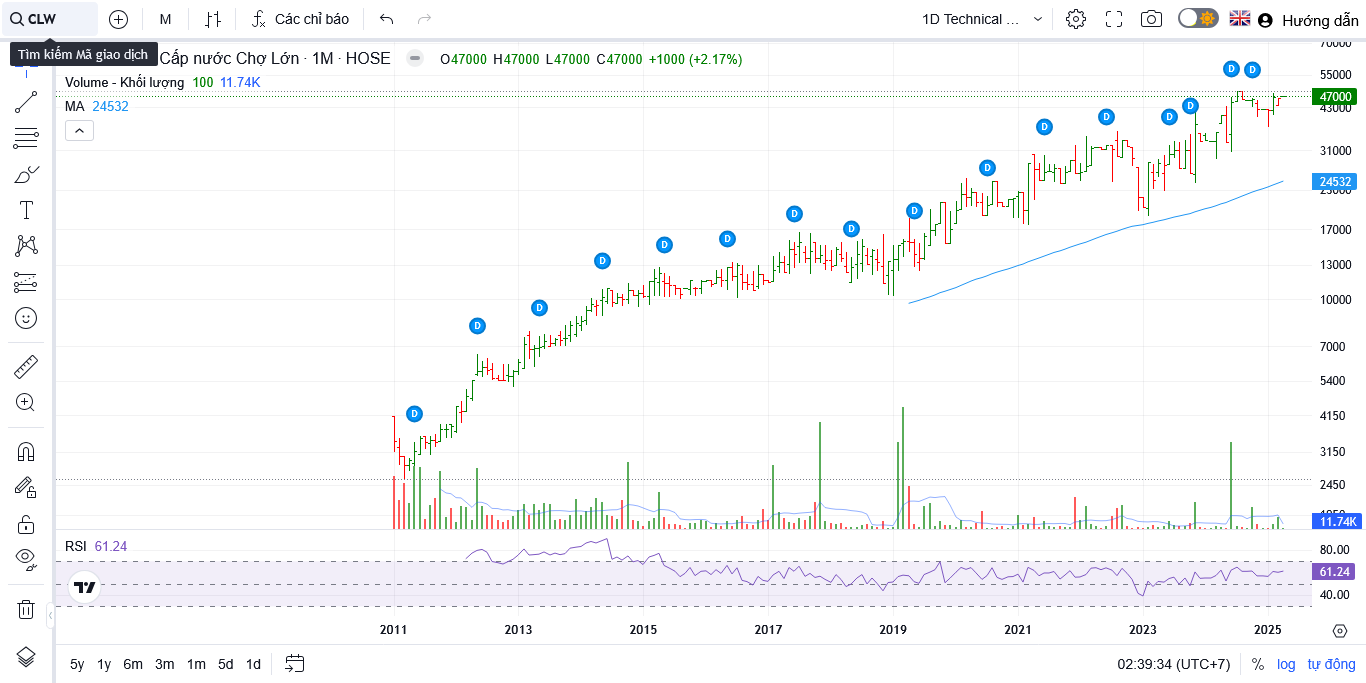 CLW M Các chỉ báo 1D Technical ... Hướng dẫn
Tìm kiếm Mã giao dịch Cấp nước Chợ Lớn · 1M · HOSE O47000 H47000 L47000 C47000 +1000 (+2.17%)
Volume - Khối lượng 100 11.74K
MA 24532
70000
55000
47000
43000
31000
24532
23000
17000
13000
10000
7000
5400
4150
3150
2450
11.74K
D D D D D D D D D D D D D D D D
RSI 61.24
80.00
61.24
40.00
2011 2013 2015 2017 2019 2021 2023 2025
5y 1y 6m 3m 1m 5d 1d 02:39:34 (UTC+7) % log tự động